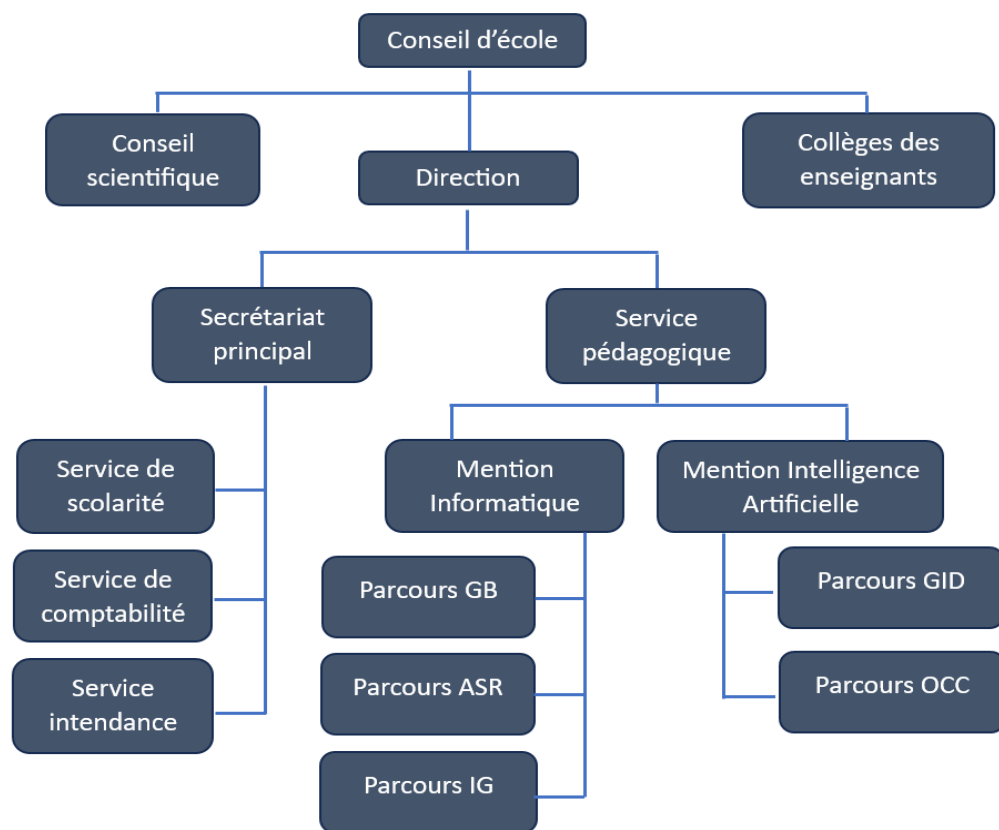 Conseil d’école
Conseil
scientifique
Direction
Collèges des
enseignants
Secrétariat
principal
Service
pédagogique
Service de
scolarité
Service de
comptabilité
Service
intendance
Mention
Informatique
Parcours GB
Parcours ASR
Parcours IG
Mention Intelligence
Artificielle
Parcours GID
Parcours OCC